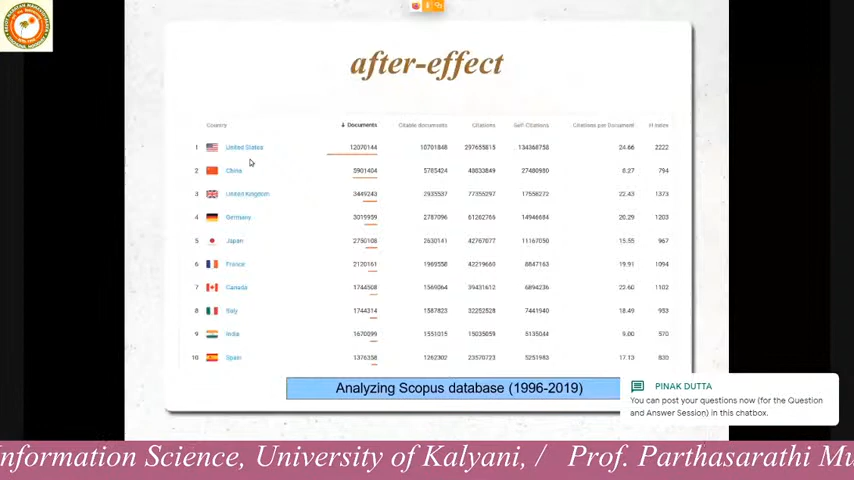 after-effect
Country ↓ Documents Citable documents Citations Self-Citations Citations per Document H index
1 United States 12070144 10701848 297655815 134368758 24.66 2222
2 China 5901404 5785424 48833849 27480980 8.27 794
3 United Kingdom 3449243 2935537 77355297 17558272 22.43 1373
4 Germany 3019959 2787096 61262766 14946684 20.29 1203
5 Japan 2750108 2630141 42767077 11167050 15.55 967
6 France 2120161 1969558 42219660 8847163 19.91 1094
7 Canada 1744508 1569064 39431612 6894236 22.60 1102
8 Italy 1744314 1587823 32252528 7441940 18.49 953
9 India 1670099 1551015 15035059 5135044 9.00 570
10 Spain 1376358 1262302 23570723 5251983 17.13 830
Analyzing Scopus database (1996-2019)
PINAK DUTTA
You can post your questions now (for the Question
and Answer Session) in this chatbox.
nformation Science, University of Kalyani, / Prof. Parthasarathi Mu